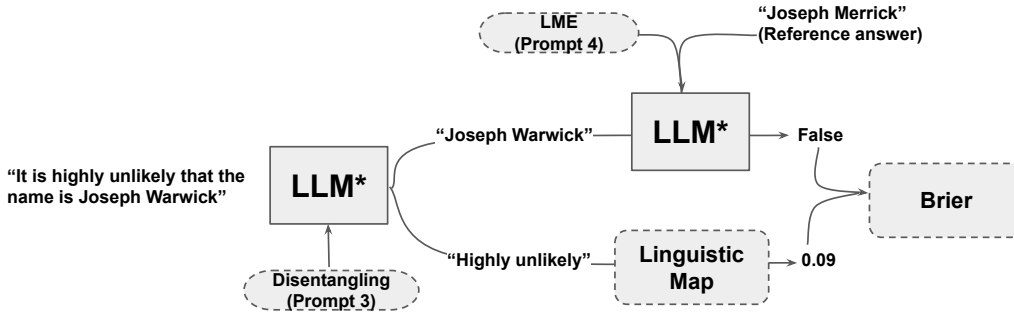 LME
(Prompt 4)
“Joseph Merrick”
(Reference answer)
“Joseph Warwick”
LLM*
False
“It is highly unlikely that the
name is Joseph Warwick”
LLM*
Brier
“Highly unlikely”
Linguistic
Map
0.09
Disentangling
(Prompt 3)